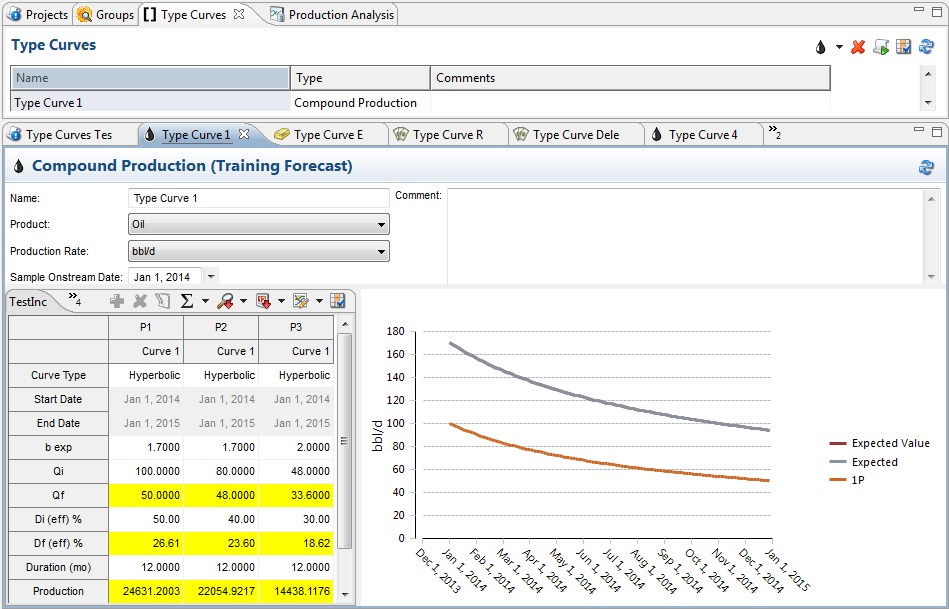 Projects Groups Type Curves Production Analysis
Type Curves
Name Type Comments
Type Curve 1 Compound Production
Type Curves Tes Type Curve 1 Type Curve E Type Curve R Type Curve Dele Type Curve 4 »2
Compound Production (Training Forecast)
Name: Type Curve 1 Comment:
Product: Oil
Production Rate: bbl/d
Sample Onstream Date: Jan 1, 2014
TestInc »4
P1 P2 P3
Curve 1 Curve 1 Curve 1
Curve Type Hyperbolic Hyperbolic Hyperbolic
Start Date Jan 1, 2014 Jan 1, 2014 Jan 1, 2014
End Date Jan 1, 2015 Jan 1, 2015 Jan 1, 2015
b exp 1.7000 1.7000 2.0000
Qi 100.0000 80.0000 48.0000
Qf 50.0000 48.0000 33.6000
Di (eff) % 50.00 40.00 30.00
Df (eff) % 26.61 23.60 18.62
Duration (mo) 12.0000 12.0000 12.0000
Production 24631.2003 22054.9217 14438.1176
180
160
140
120
100
80
60
40
20
0
bbl/d
Dec 1, 2013
Jan 1, 2014
Feb 1, 2014
Mar 1, 2014
Apr 1, 2014
May 1, 2014
Jun 1, 2014
Jul 1, 2014
Aug 1, 2014
Sep 1, 2014
Oct 1, 2014
Nov 1, 2014
Dec 1, 2014
Jan 1, 2015
Expected Value
Expected
1P